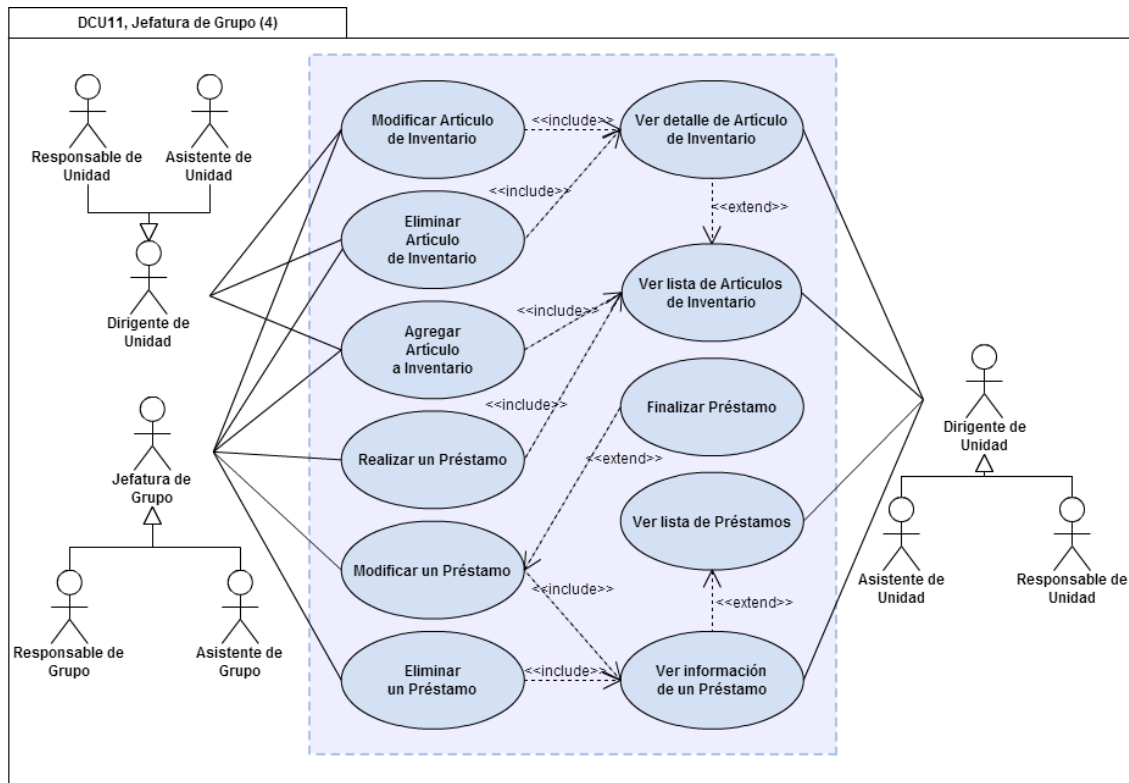 DCU11, Jefatura de Grupo (4)
Responsable de
Unidad
Asistente de
Unidad
Dirigente de
Unidad
Jefatura de
Grupo
Responsable de
Grupo
Asistente de
Grupo
Modificar Artículo
de Inventario
<<include>>
Ver detalle de Artículo
de Inventario
<<include>>
<<extend>>
Eliminar
Artículo
de Inventario
Ver lista de Artículos
de Inventario
<<include>>
Agregar
Artículo
a Inventario
<<include>>
Finalizar Préstamo
Realizar un Préstamo
<<extend>>
Ver lista de Préstamos
Modificar un Préstamo
<<include>>
<<extend>>
Eliminar
un Préstamo
<<include>>
Ver información
de un Préstamo
Dirigente de
Unidad
Asistente de
Unidad
Responsable de
Unidad